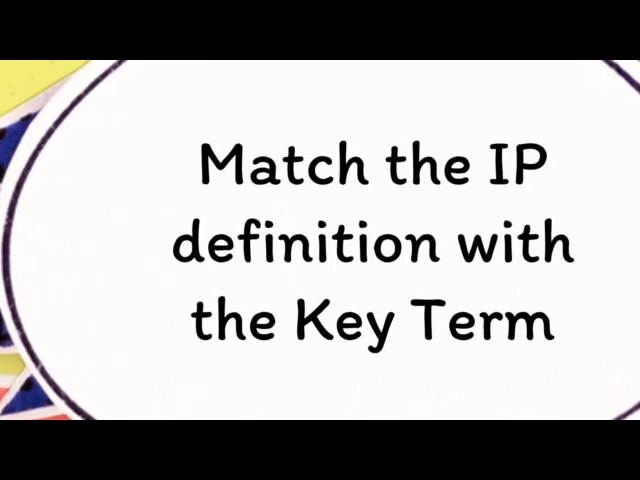 Match the IP
definition with
the Key Term